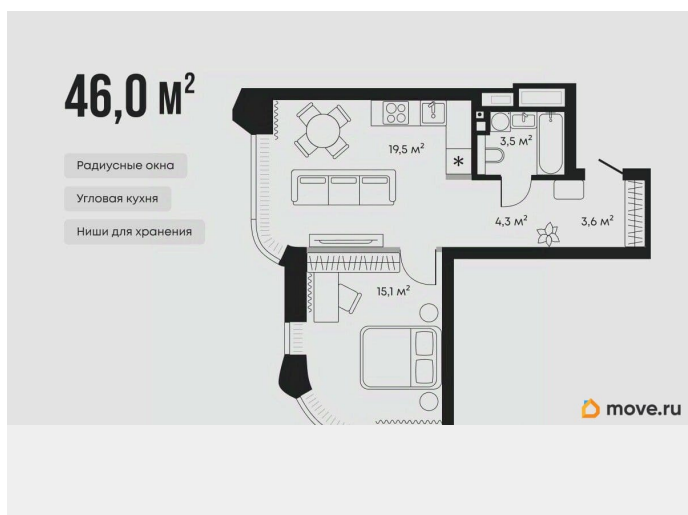 46,0 м²
Радиусные окна
Угловая кухня
Ниши для хранения
19,5 м²
*
3,5 м²
4,3 м²
3,6 м²
15,1 м²
move.ru